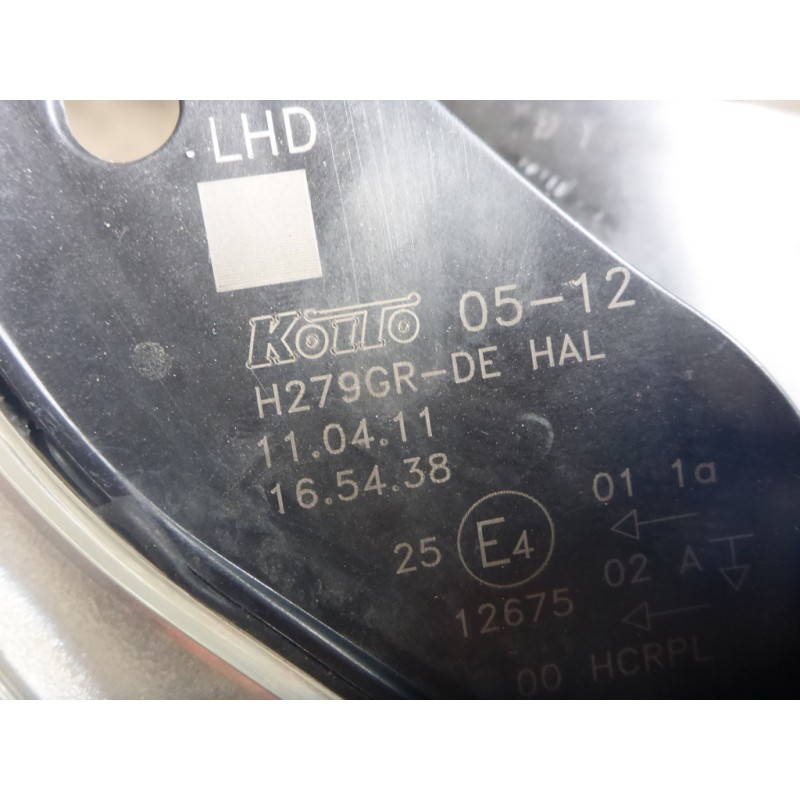 LHD
KOITO 05-12
H279GR-DE HAL
11.04.11
16.54.38
01 1a
25 E4
12675 02 A
00 HCRPL